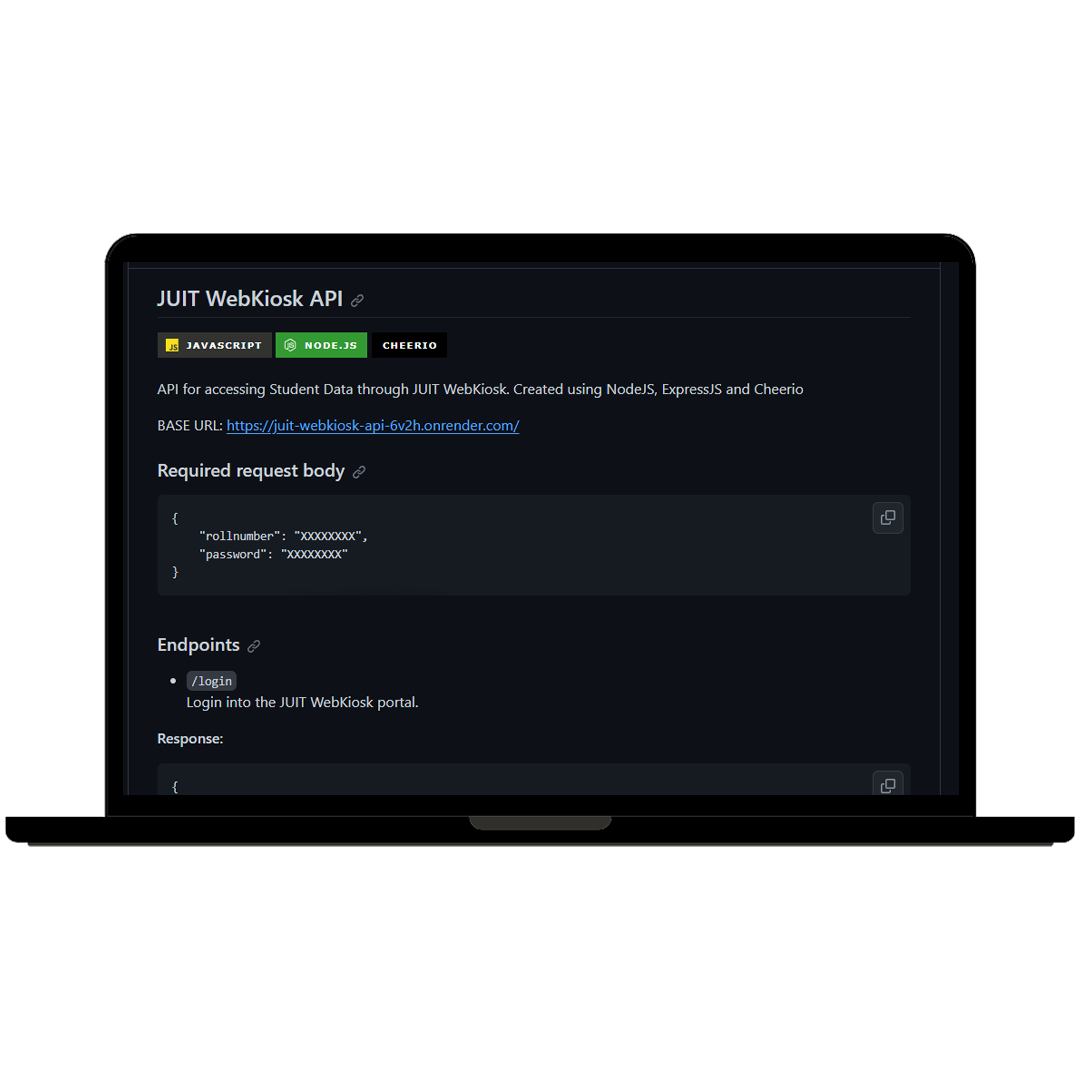 JUIT WebKiosk API
JS JAVASCRIPT JS NODE.JS CHEERIO
API for accessing Student Data through JUIT WebKiosk. Created using NodeJS, ExpressJS and Cheerio
BASE URL: https://juit-webkiosk-api-6v2h.onrender.com/
Required request body
{
"rollnumber": "XXXXXXXX",
"password": "XXXXXXXX"
}
Endpoints
• /login
Login into the JUIT WebKiosk portal.
Response:
{